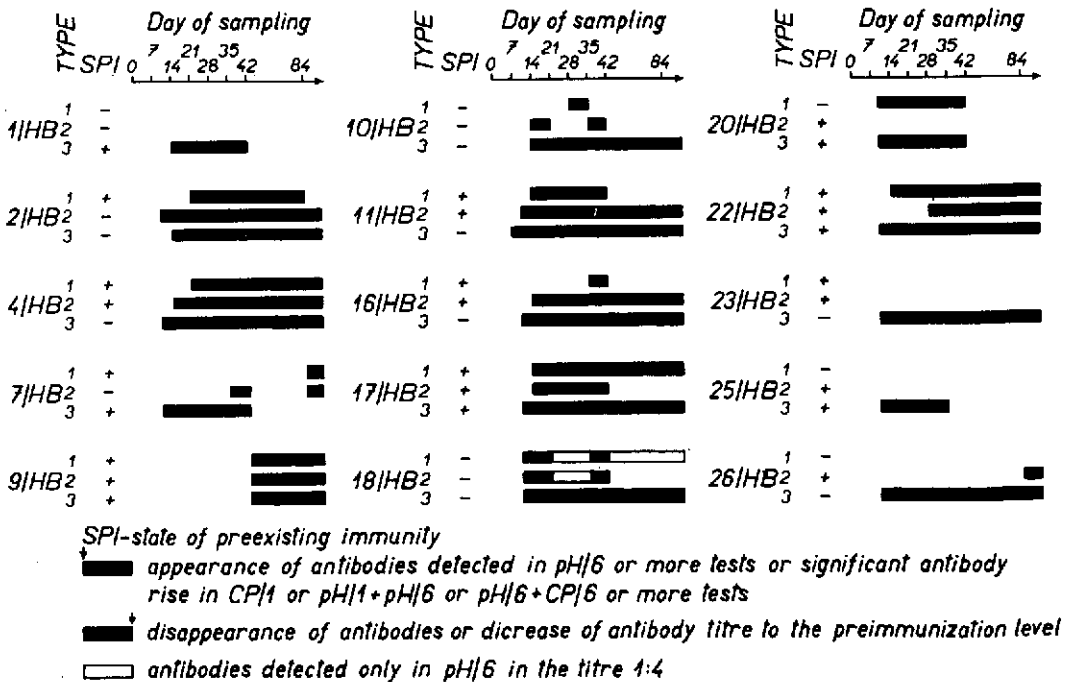 Day of sampling
TYPE SPI 0 7 14 21 28 35 42 84
1/HB 1 -
2 -
3 +
2/HB 1 +
2 -
3 -
4/HB 1 +
2 +
3 -
7/HB 1 +
2 -
3 +
9/HB 1 +
2 +
3 +
Day of sampling
TYPE SPI 0 7 14 21 28 35 42 84
10/HB 1 -
2 -
3 -
11/HB 1 +
2 +
3 -
16/HB 1 +
2 +
3 -
17/HB 1 +
2 +
3 +
18/HB 1 -
2 -
3 -
Day of sampling
TYPE SPI 0 7 14 21 28 35 42 84
20/HB 1 -
2 +
3 +
22/HB 1 +
2 +
3 +
23/HB 1 +
2 +
3 -
25/HB 1 -
2 +
3 +
26/HB 1 -
2 +
3 -
SPI-state of preexisting immunity
appearance of antibodies detected in pH/6 or more tests or significant antibody
rise in CP/1 or pH/1+pH/6 or pH/6+CP/6 or more tests
disappearance of antibodies or dicrease of antibody titre to the preimmunization level
antibodies detected only in pH/6 in the titre 1:4